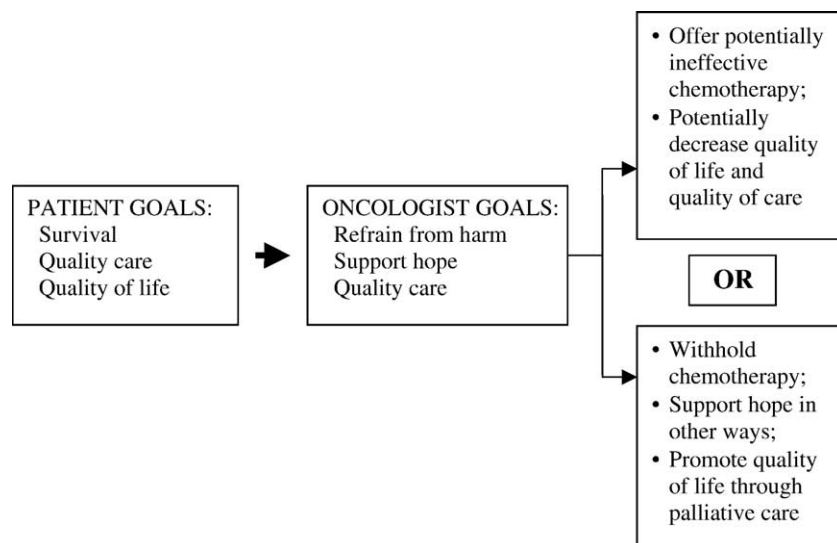 PATIENT GOALS:
Survival
Quality care
Quality of life
ONCOLOGIST GOALS:
Refrain from harm
Support hope
Quality care
• Offer potentially
ineffective
chemotherapy;
• Potentially
decrease quality
of life and
quality of care
OR
• Withhold
chemotherapy;
• Support hope in
other ways;
• Promote quality
of life through
palliative care